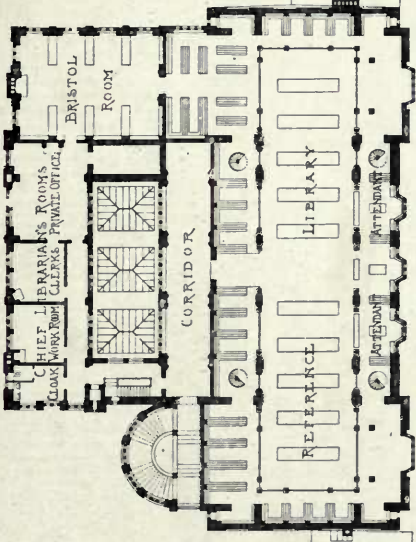 BRISTOL
ROOM
CHIEF LIBRARIAN'S ROOMS
CLOAK WORK ROOM CLERKS PRIVATE OFFICE
CORRIDOR
REFERENCE LIBRARY
ATTENDANT
ATTENDANT